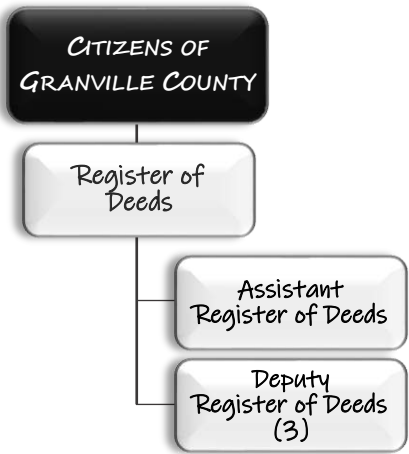 CITIZENS OF
GRANVILLE COUNTY
Register of
Deeds
Assistant
Register of Deeds
Deputy
Register of Deeds
(3)